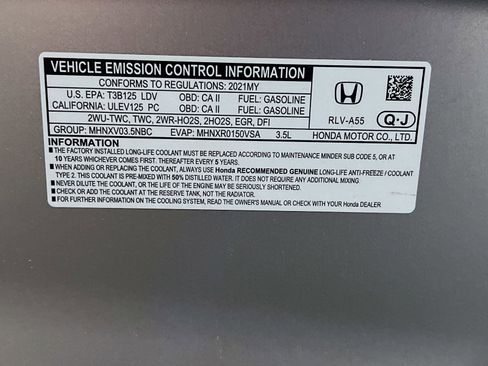 VEHICLE EMISSION CONTROL INFORMATION
CONFORMS TO REGULATIONS: 2021MY
U.S. EPA: T3B125 LDV OBD: CA II FUEL: GASOLINE
CALIFORNIA: ULEV125 PC OBD: CA II FUEL: GASOLINE
2WU-TWC, TWC, 2WR-HO2S, 2HO2S, EGR, DFI
GROUP: MHNXV03.5NBC EVAP: MHNXR0150VSA 3.5L
HONDA
RLV-A55
Q-J
HONDA MOTOR CO., LTD.
INFORMATION
■ THE FACTORY INSTALLED LONG-LIFE COOLANT MUST BE REPLACED ACCORDING TO MAINTENANCE MINDER SUB CODE 5, OR AT
10 YEARS WHICHEVER COMES FIRST. THEREAFTER EVERY 5 YEARS.
■ WHEN ADDING OR REPLACING THE COOLANT, ALWAYS USE Honda RECOMMENDED GENUINE LONG-LIFE ANTI-FREEZE / COOLANT
TYPE 2. THIS COOLANT IS PRE-MIXED WITH 50% DISTILLED WATER. IT DOES NOT REQUIRE ANY ADDITIONAL MIXING.
■ NEVER DILUTE THE COOLANT, OR THE LIFE OF THE ENGINE MAY BE SERIOUSLY SHORTENED.
■ CHECK OR ADD COOLANT AT THE RESERVE TANK, NOT THE RADIATOR.
■ FOR FURTHER INFORMATION ON THE COOLING SYSTEM, READ THE OWNER'S MANUAL OR CHECK WITH YOUR Honda DEALER